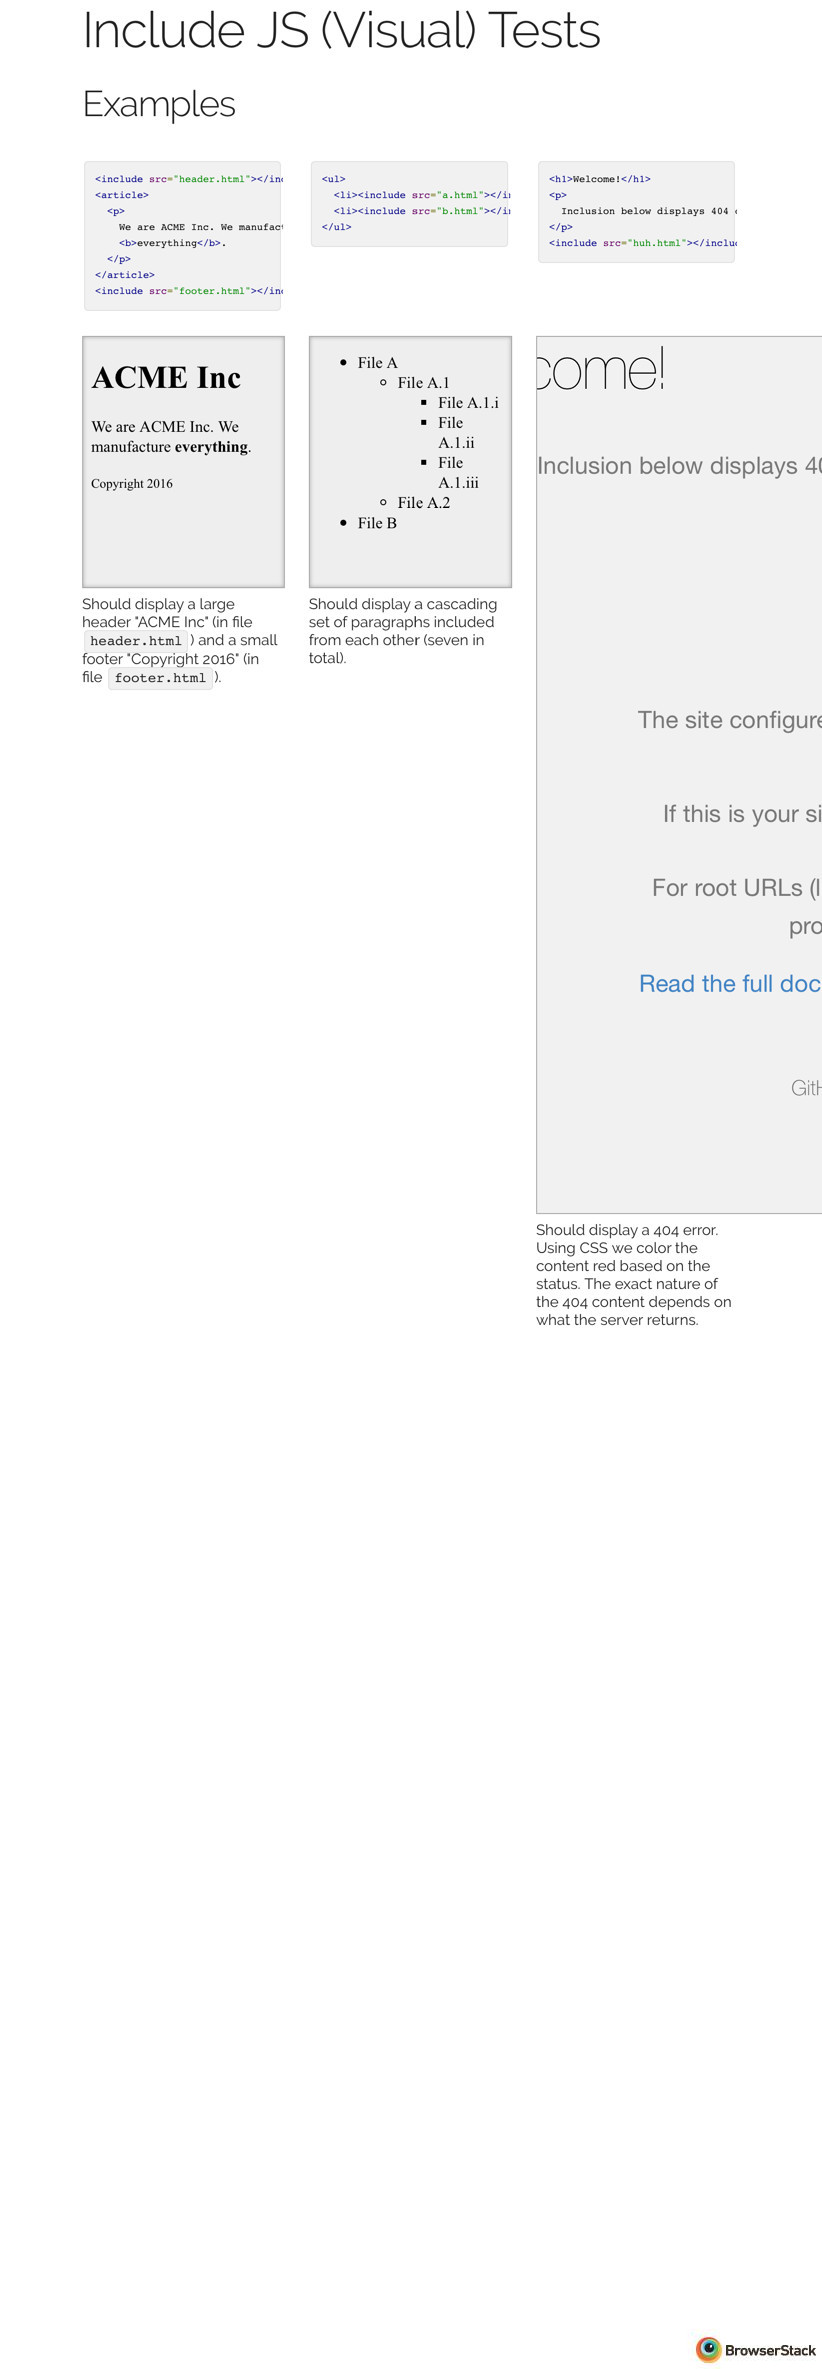 Include JS (Visual) Tests
Examples
<include src="header.html"></inc
<article>
<p>
We are ACME Inc. We manufact
<b>everything</b>.
</p>
</article>
<include src="footer.html"></inc
<ul>
<li><include src="a.html"></in
<li><include src="b.html"></in
</ul>
<h1>Welcome!</h1>
<p>
Inclusion below displays 404
</p>
<include src="huh.html"></includ
ACME Inc
We are ACME Inc. We
manufacture everything.
Copyright 2016
Should display a large
header "ACME Inc" (in file
header.html ) and a small
footer "Copyright 2016" (in
file footer.html ).
• File A
◦ File A.1
▪ File A.1.i
▪ File
A.1.ii
▪ File
A.1.iii
◦ File A.2
• File B
Should display a cascading
set of paragraphs included
from each other (seven in
total).
come!
Inclusion below displays 40
The site configure
If this is your si
For root URLs (l
pro
Read the full doc
GitH
Should display a 404 error.
Using CSS we color the
content red based on the
status. The exact nature of
the 404 content depends on
what the server returns.
BrowserStack